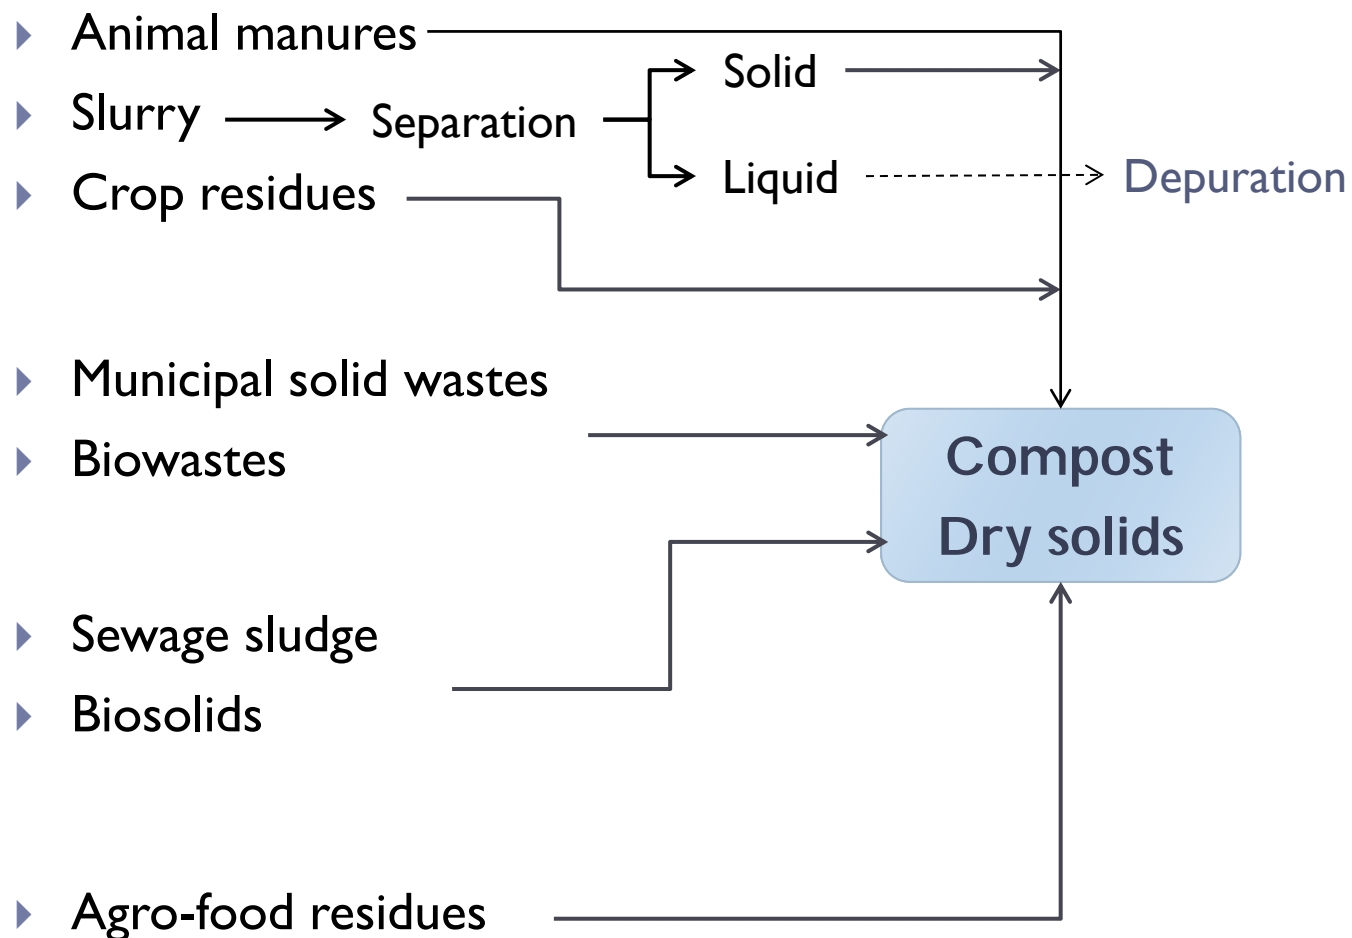 Animal manures
Solid
Slurry
Separation
Liquid
Depuration
Crop residues
Municipal solid wastes
Biowastes
Compost
Dry solids
Sewage sludge
Biosolids
Agro-food residues